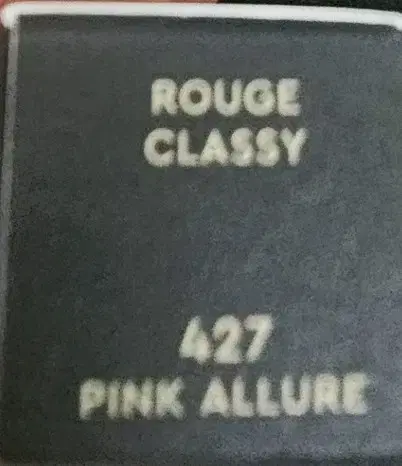 ROUGE
CLASSY
427
PINK ALLURE